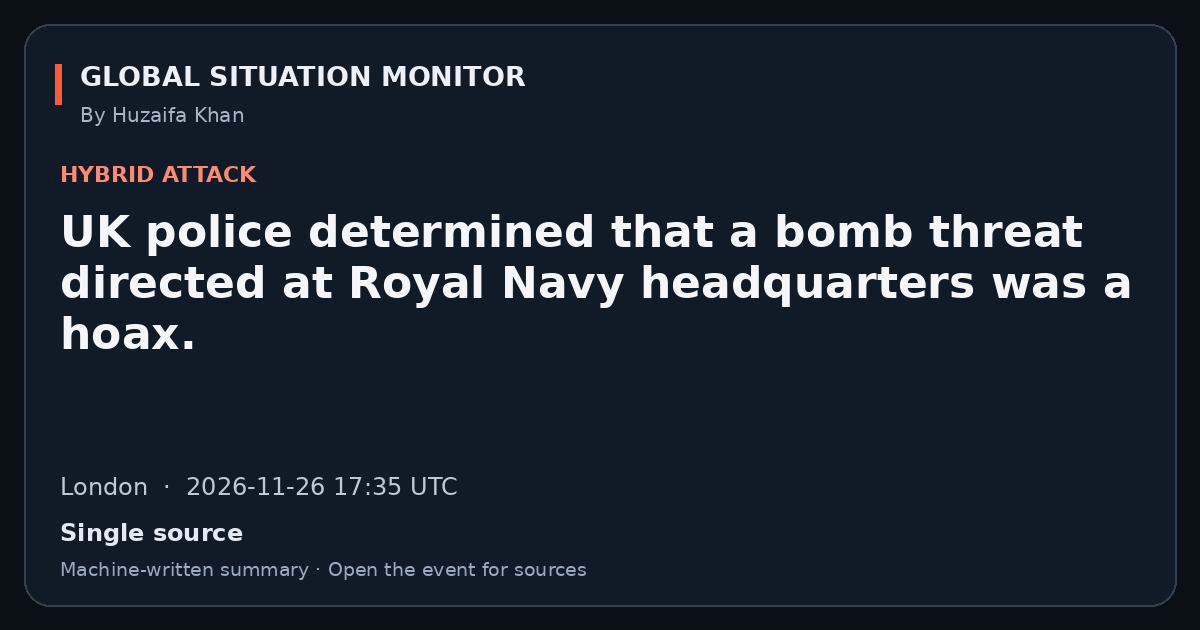 GLOBAL SITUATION MONITOR
By Huzaifa Khan
HYBRID ATTACK
UK police determined that a bomb threat
directed at Royal Navy headquarters was a
hoax.
London · 2026-11-26 17:35 UTC
Single source
Machine-written summary · Open the event for sources